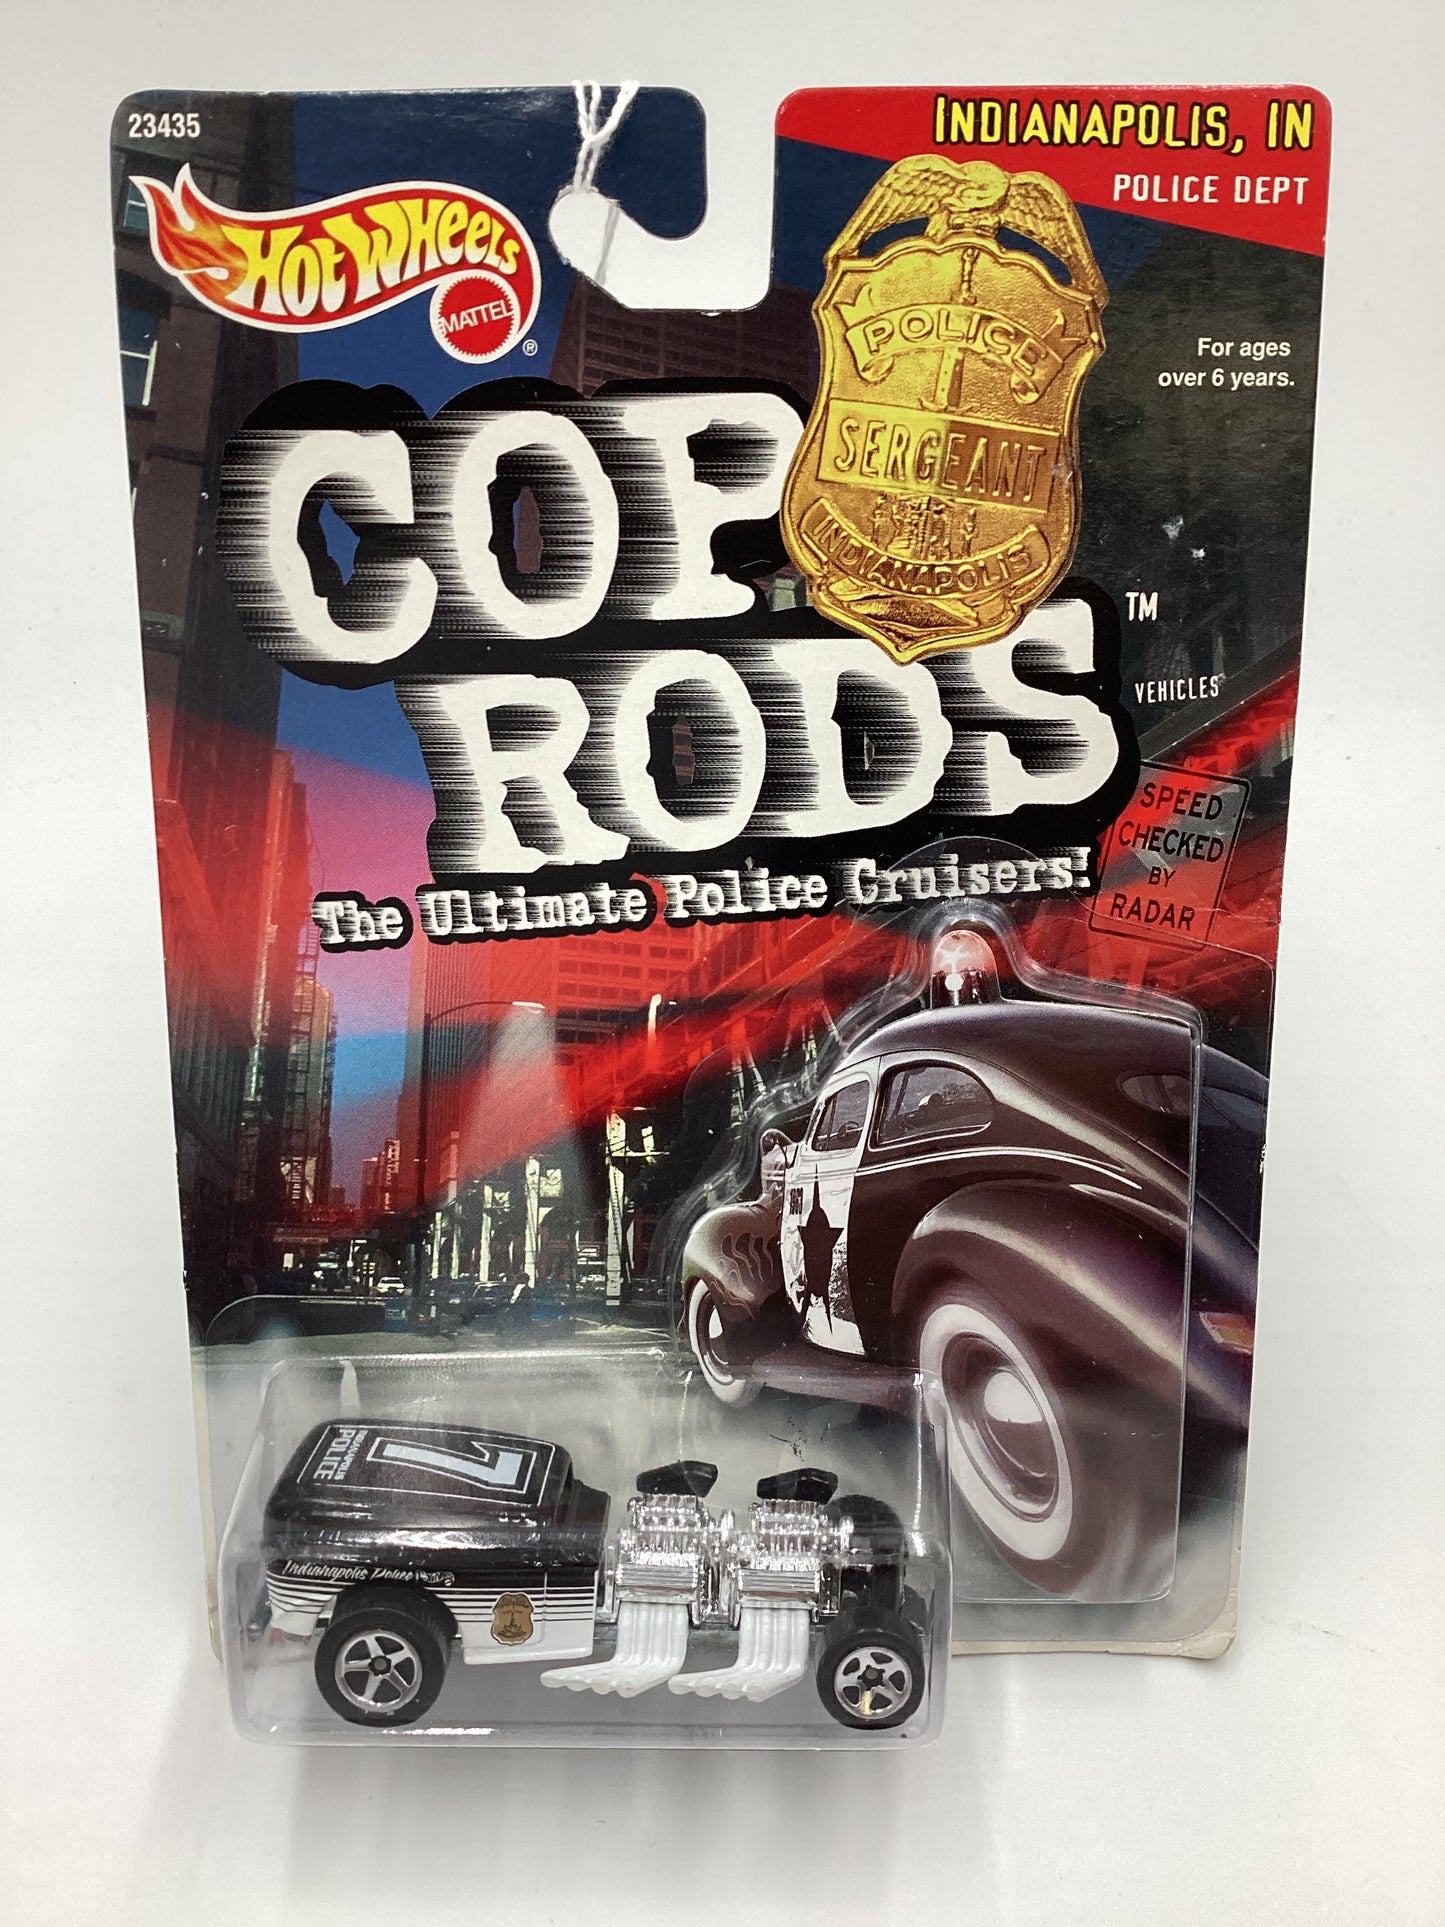 23435
INDIANAPOLIS, IN
POLICE DEPT
HOT WHEELS
MATTEL
®
For ages
over 6 years.
POLICE
SERGEANT
INDIANAPOLIS
COP
RODS
TM
VEHICLES
The Ultimate Police Cruisers!
SPEED
CHECKED
BY
RADAR
7
INDIANAPOLIS
POLICE
Indianapolis Police